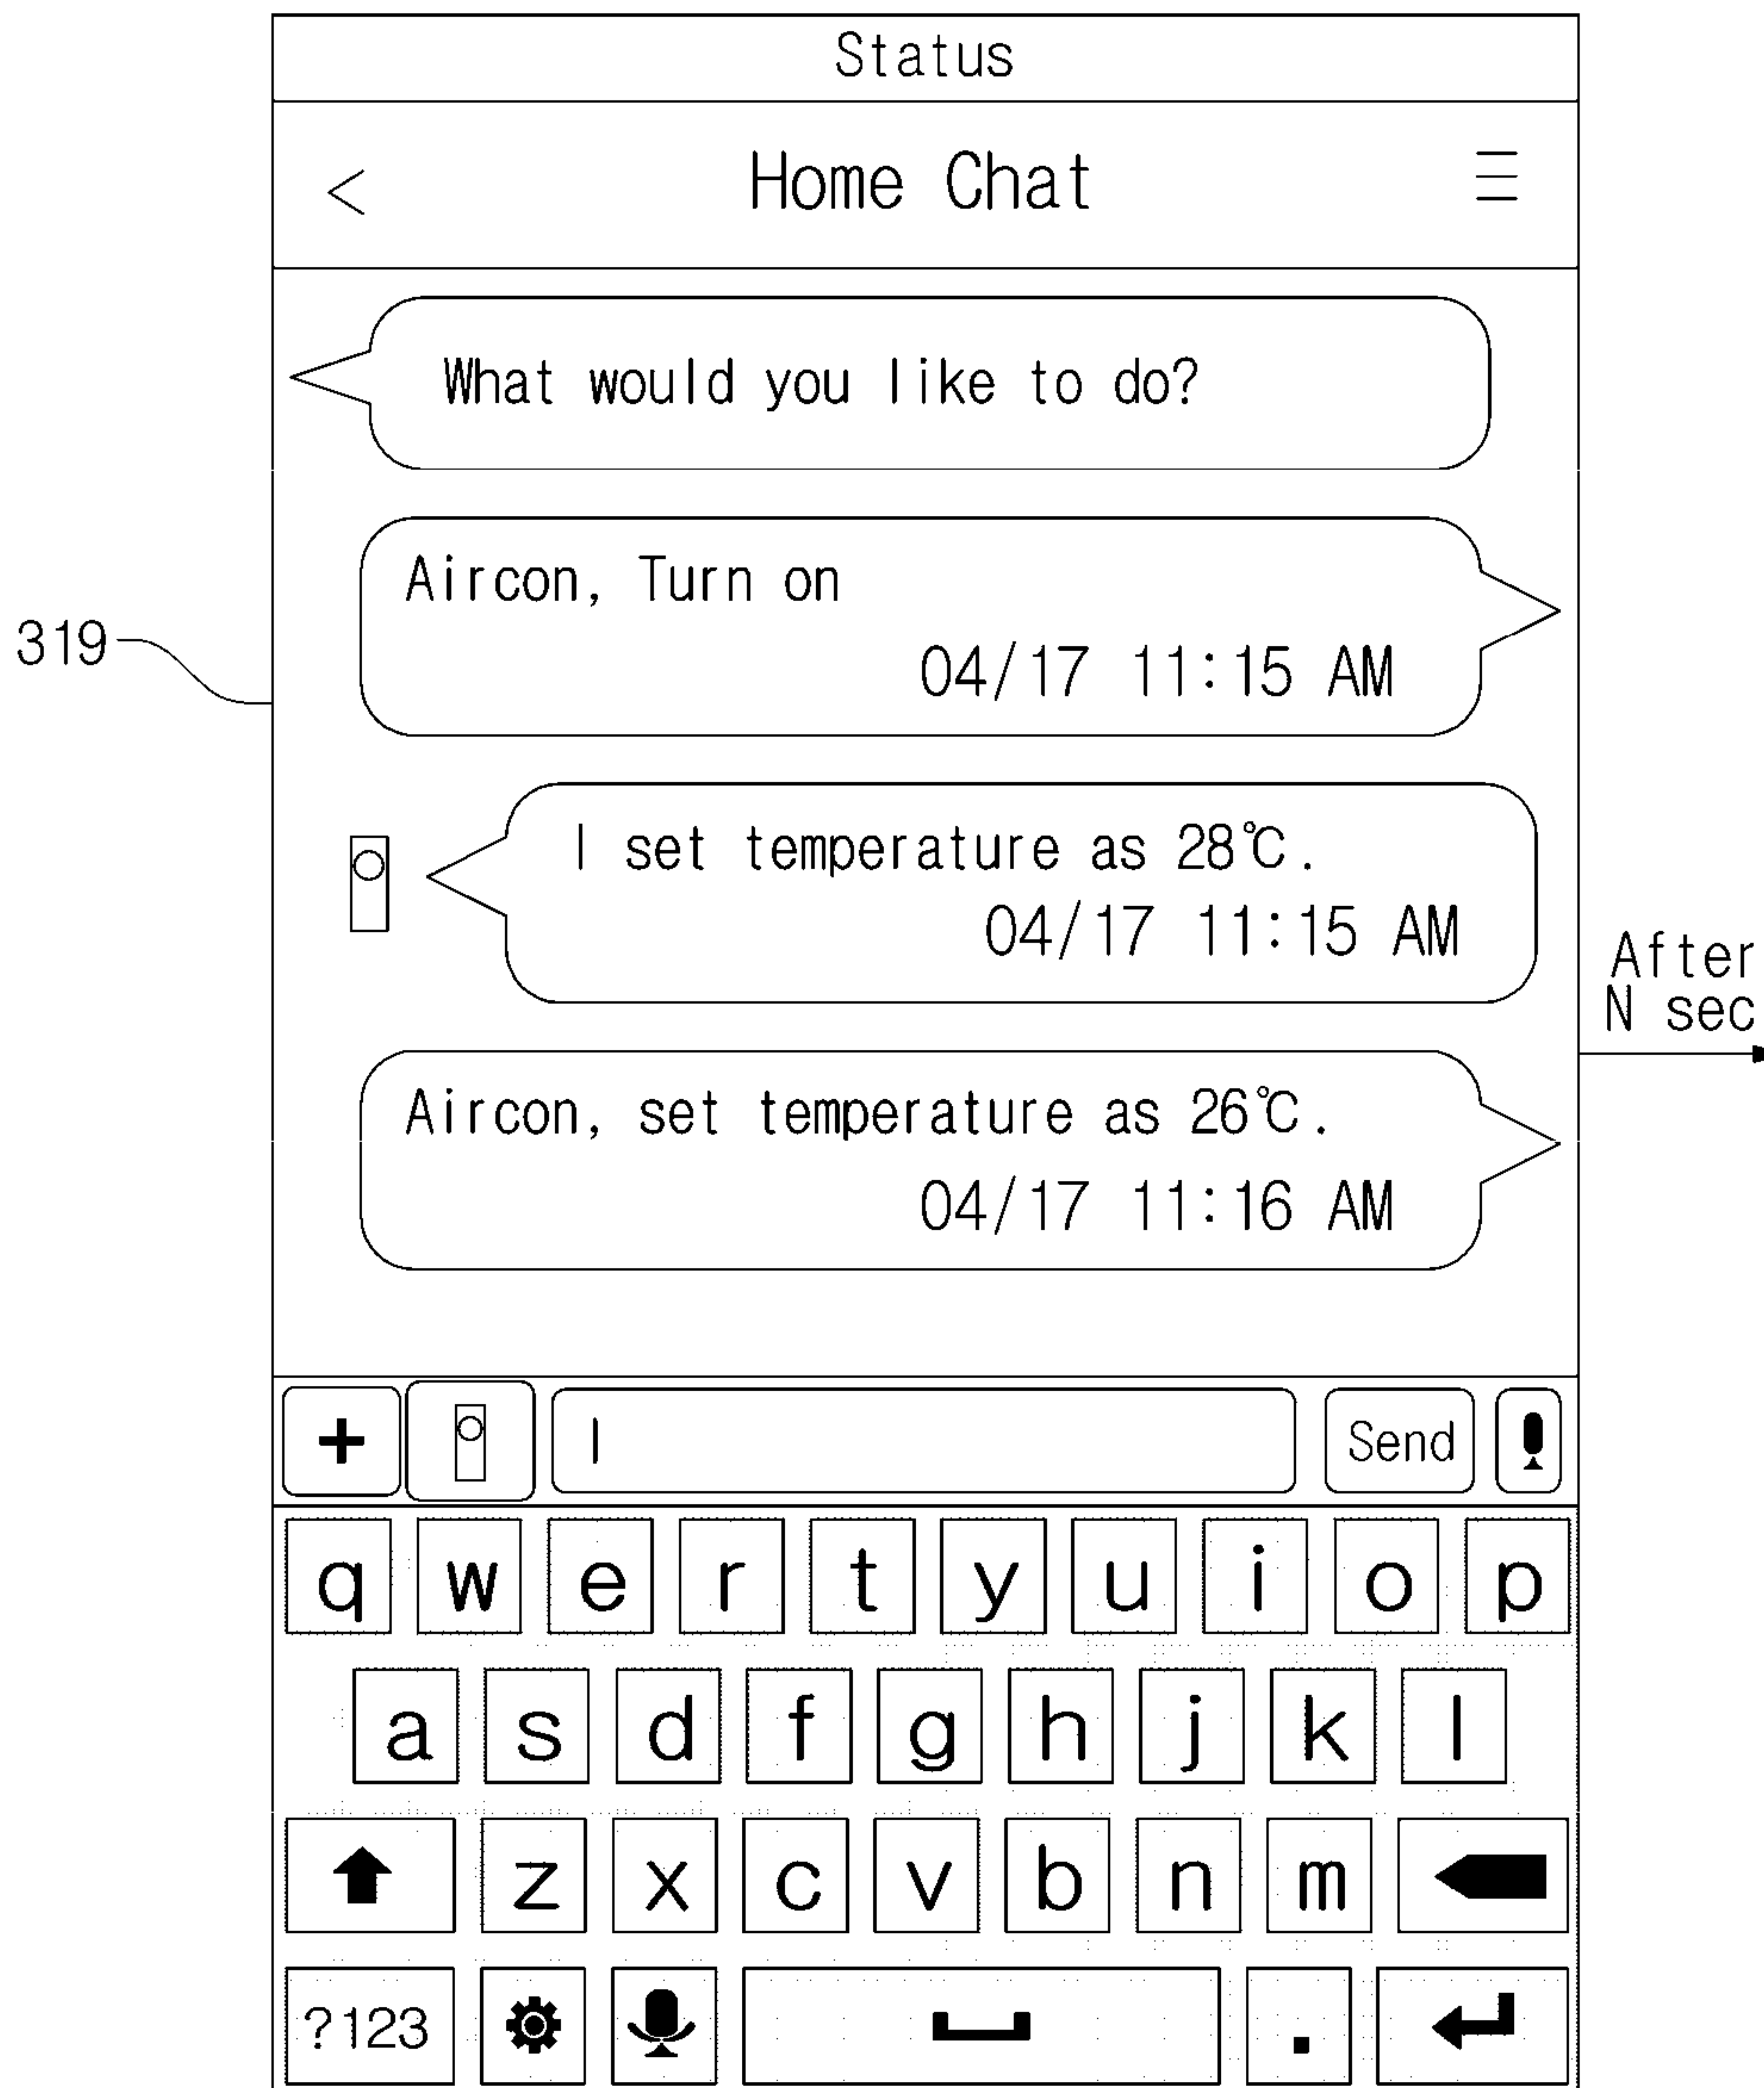 Status
< Home Chat
What would you like to do?
Aircon, Turn on
04/17 11:15 AM
319
I set temperature as 28℃.
04/17 11:15 AM
After
N sec
Aircon, set temperature as 26℃.
04/17 11:16 AM
+ Send
q w e r t y u i o p
a s d f g h j k l
z x c v b n m
?123 .